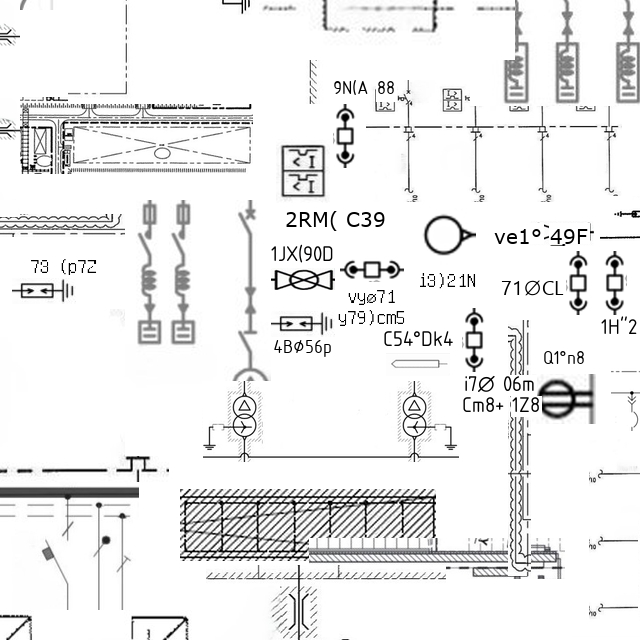 9N(A 88
2RM( C39
ve1°-49F
1JX(90D
73 (p7Z
i3)21N
71ØCL
vyø71
y79)cm5
1H"2
C54°Dk4
4BØ56p
Q1°n8
i7Ø 06m
Cm8+ 1Z8